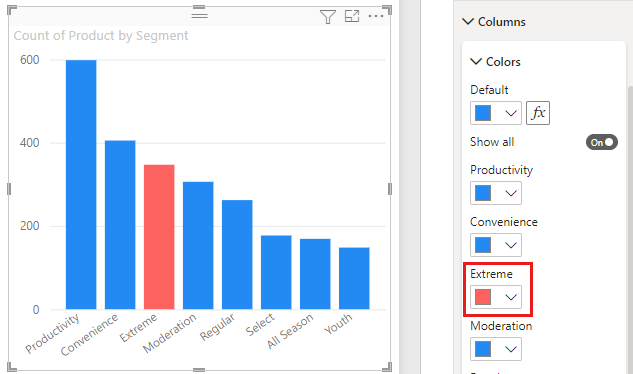 Count of Product by Segment
600
400
200
0
Productivity
Convenience
Extreme
Moderation
Regular
Select
All Season
Youth
Columns
Colors
Default
fx
Show all
On
Productivity
Convenience
Extreme
Moderation